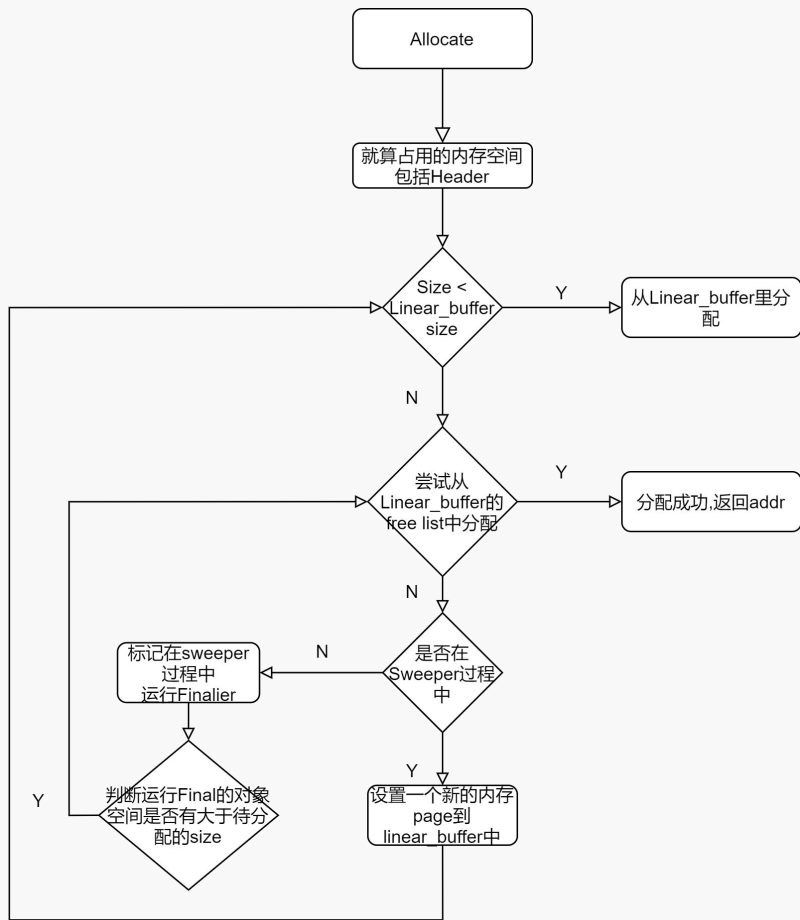 Allocate
就算占用的内存空间
包括Header
Size <
Linear_buffer
size
Y
从Linear_buffer里分
配
N
尝试从
Linear_buffer的
free list中分配
Y
分配成功,返回addr
N
是否在
Sweeper过程
中
N
标记在sweeper
过程中
运行Finalier
Y
设置一个新的内存
page到
linear_buffer中
判断运行Final的对象
空间是否有大于待分
配的size
Y